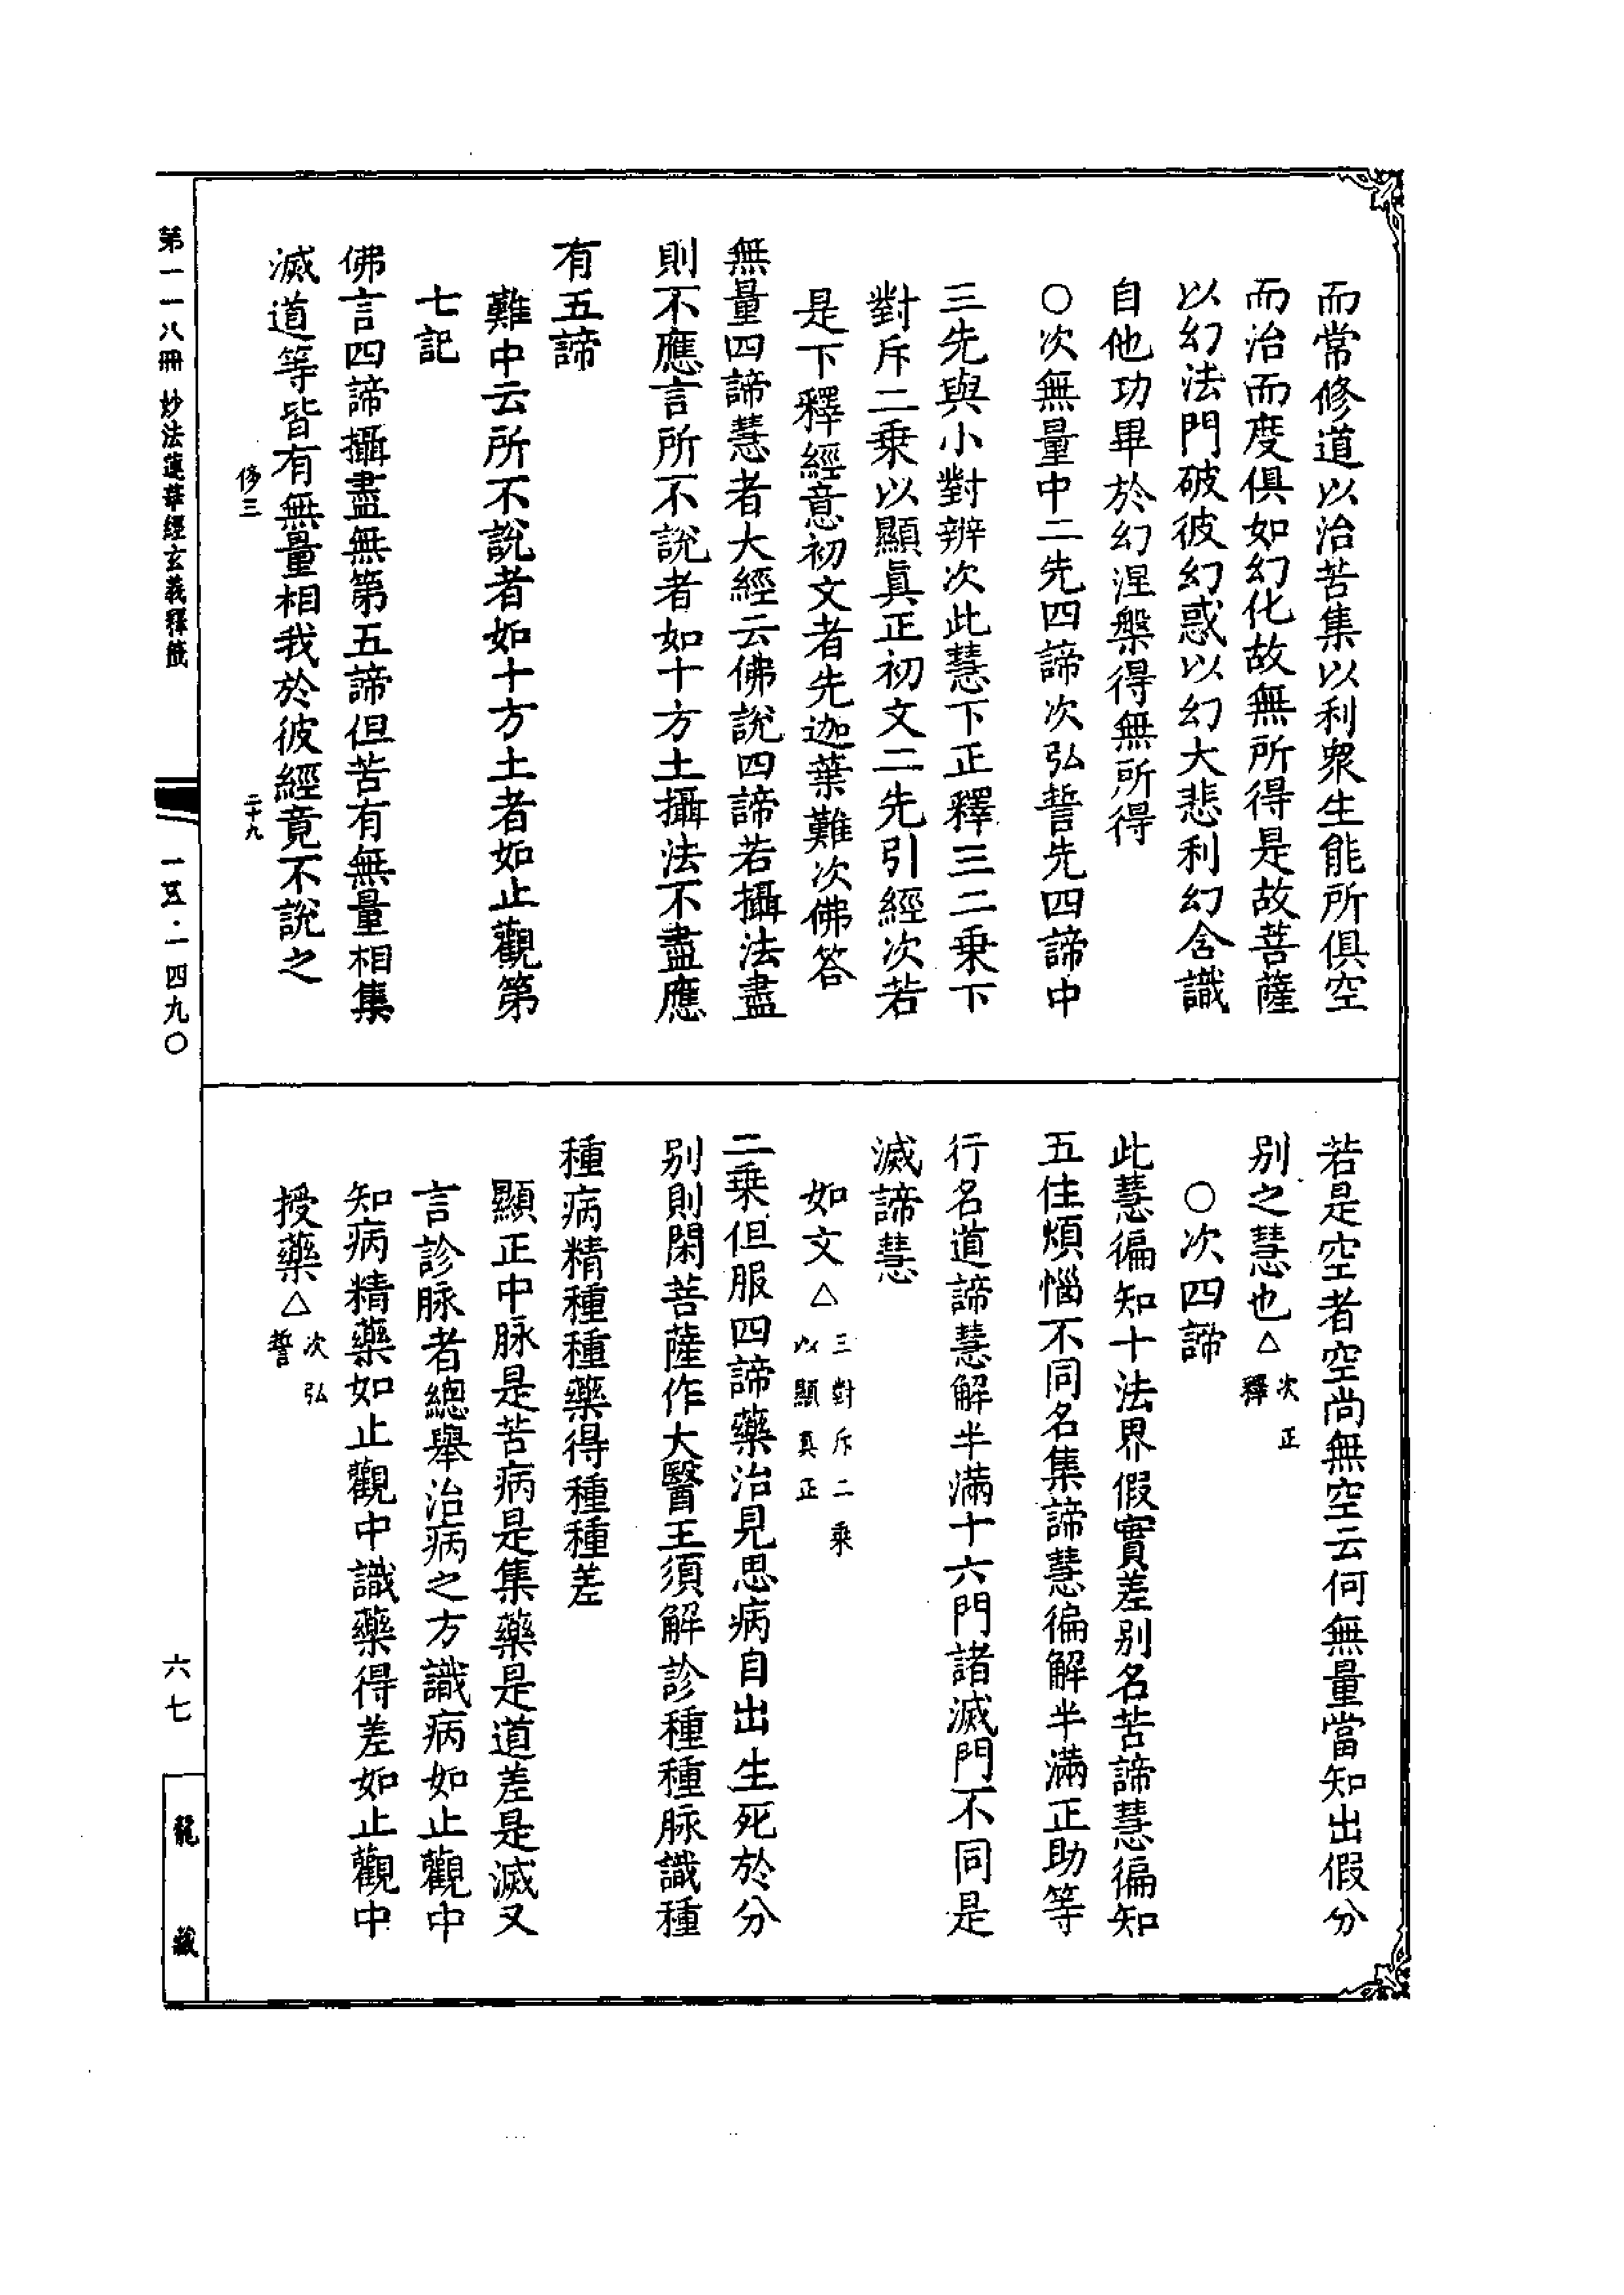 而常修道以治苦集以利衆生能所俱空
而治而度俱如幻化故無所得是故菩薩
以幻法門破彼幻惑以幻大悲利幻含識
自他功畢於幻涅槃得無所得
○次無量中二先四諦次弘誓先四諦中
三先與小對辨次此慧下正釋三二乘下
對斥二乘以顯眞正初文二先引經次若
是下釋經意初文者先迦葉難次佛答
無量四諦慧者大經云佛說四諦若攝法盡
則不應言所不說者如十方土攝法不盡應
有五諦
難中云所不說者如十方土者如止觀第
七記
佛言四諦攝盡無第五諦但苦有無量相集
滅道等皆有無量相我於彼經竟不說之
修三 二十九
若是空者空尚無空云何無量當知出假分
别之慧也△次正釋
○次四諦
此慧徧知十法界假實差别名苦諦慧徧知
五住煩惱不同名集諦慧徧解半滿正助等
行名道諦慧解半滿十六門諸滅門不同是
滅諦慧
如文△三對斥二乘以顯真正
二乘但服四諦藥治見思病自出生死於分
别則閑菩薩作大醫王須解診種種脉識種
種病精種種藥得種種差
顯正中脉是苦病是集藥是道差是滅又
言診脉者總舉治病之方識病如止觀中
知病精藥如止觀中識藥得差如止觀中
授藥△次弘誓
第一一八冊 妙法蓮華經玄義釋籤 一五·一四九〇 六七 龍藏